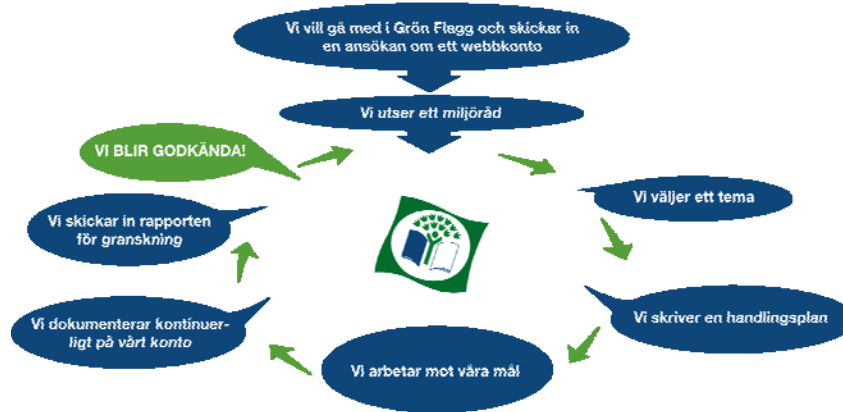 Vi vill gå med i Grön Flagg och skickar in
en ansökan om ett webbkonto
Vi utser ett miljöråd
Vi väljer ett tema
Vi skriver en handlingsplan
Vi arbetar mot våra mål
Vi dokumenterar kontinuer-
ligt på vårt konto
Vi skickar in rapporten
för granskning
VI BLIR GODKÄNDA!